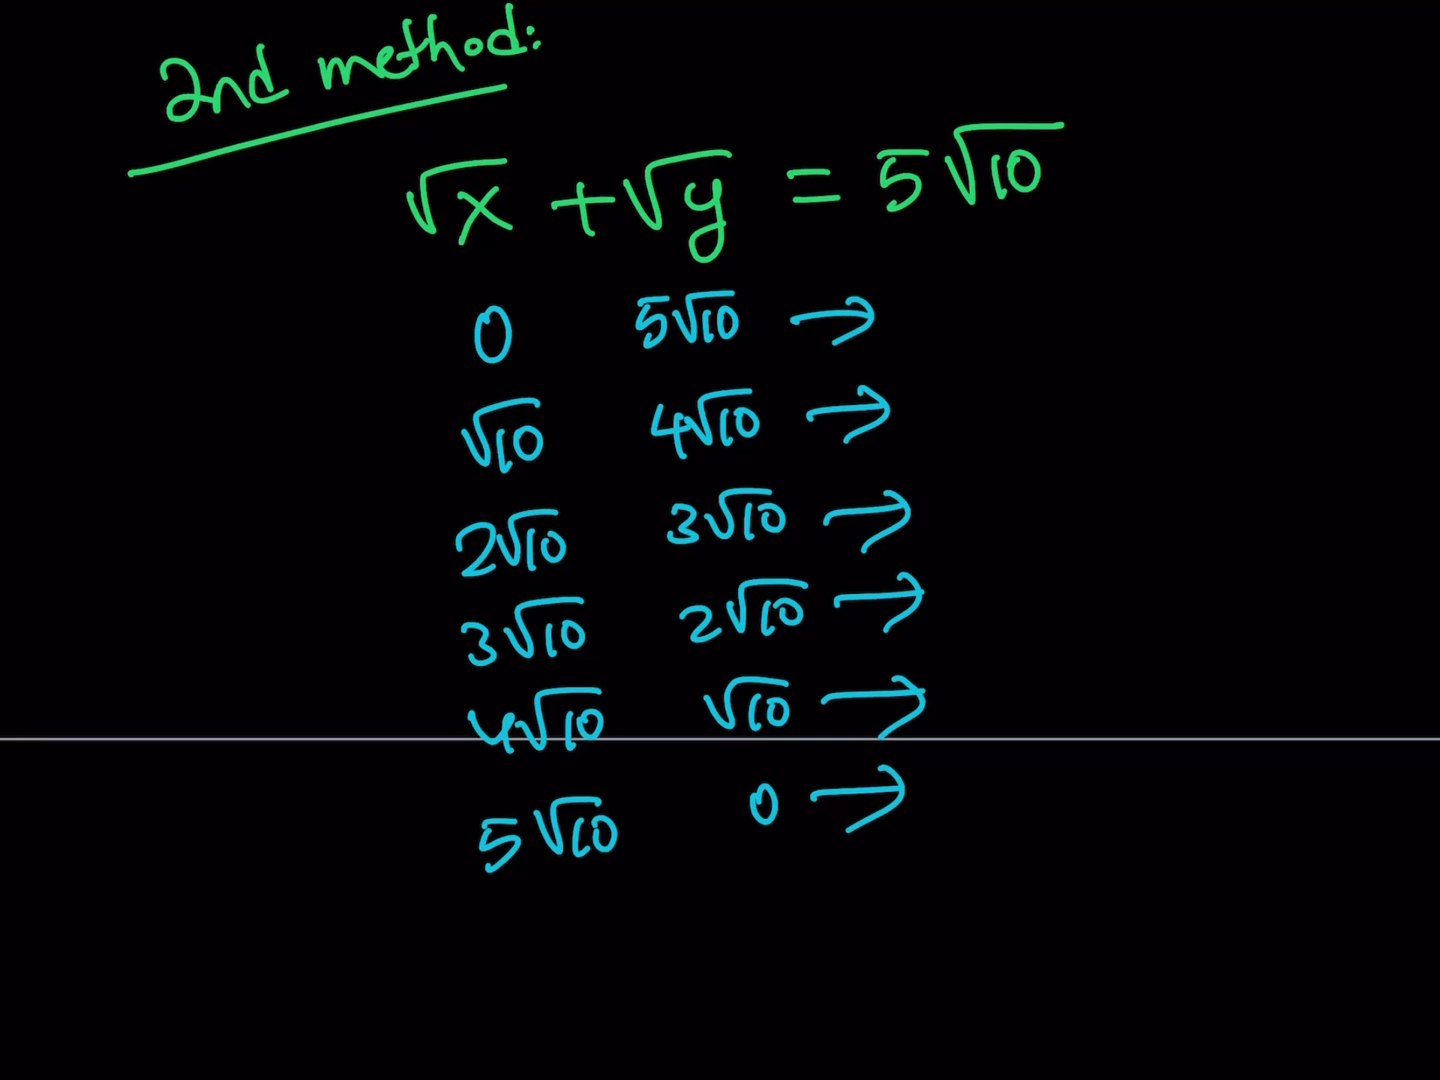 2nd method:
√x + √y = 5√10
0 5√10 →
√10 4√10 →
2√10 3√10 →
3√10 2√10 →
4√10 √10 →
5√10 0 →